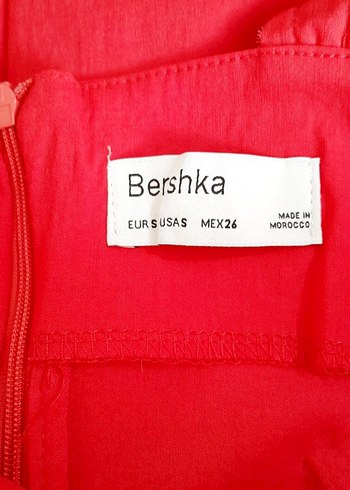 Bershka
EUR S USA S MEX 26 MADE IN
MOROCCO